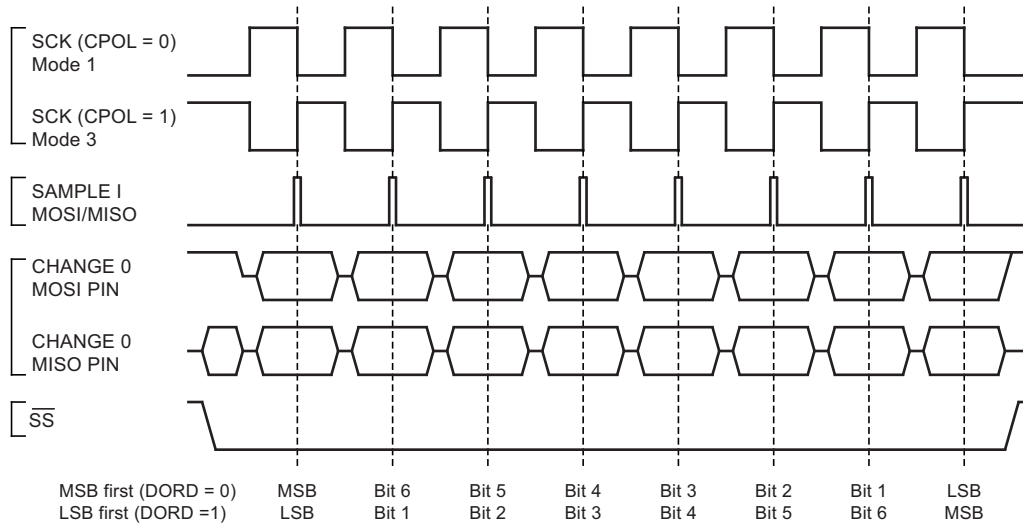 SCK (CPOL = 0)
Mode 1
SCK (CPOL = 1)
Mode 3
SAMPLE I
MOSI/MISO
CHANGE 0
MOSI PIN
CHANGE 0
MISO PIN
SS
MSB first (DORD = 0) MSB Bit 6 Bit 5 Bit 4 Bit 3 Bit 2 Bit 1 LSB
LSB first (DORD =1) LSB Bit 1 Bit 2 Bit 3 Bit 4 Bit 5 Bit 6 MSB